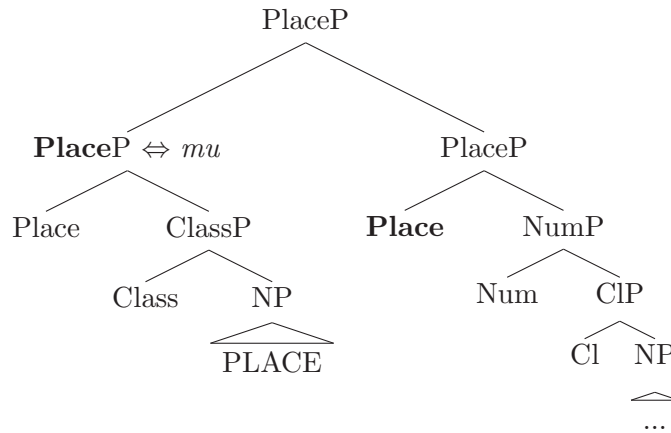 PlaceP
PlaceP ⇔ mu PlaceP
Place ClassP Place NumP
Class NP Num ClP
PLACE Cl NP
...